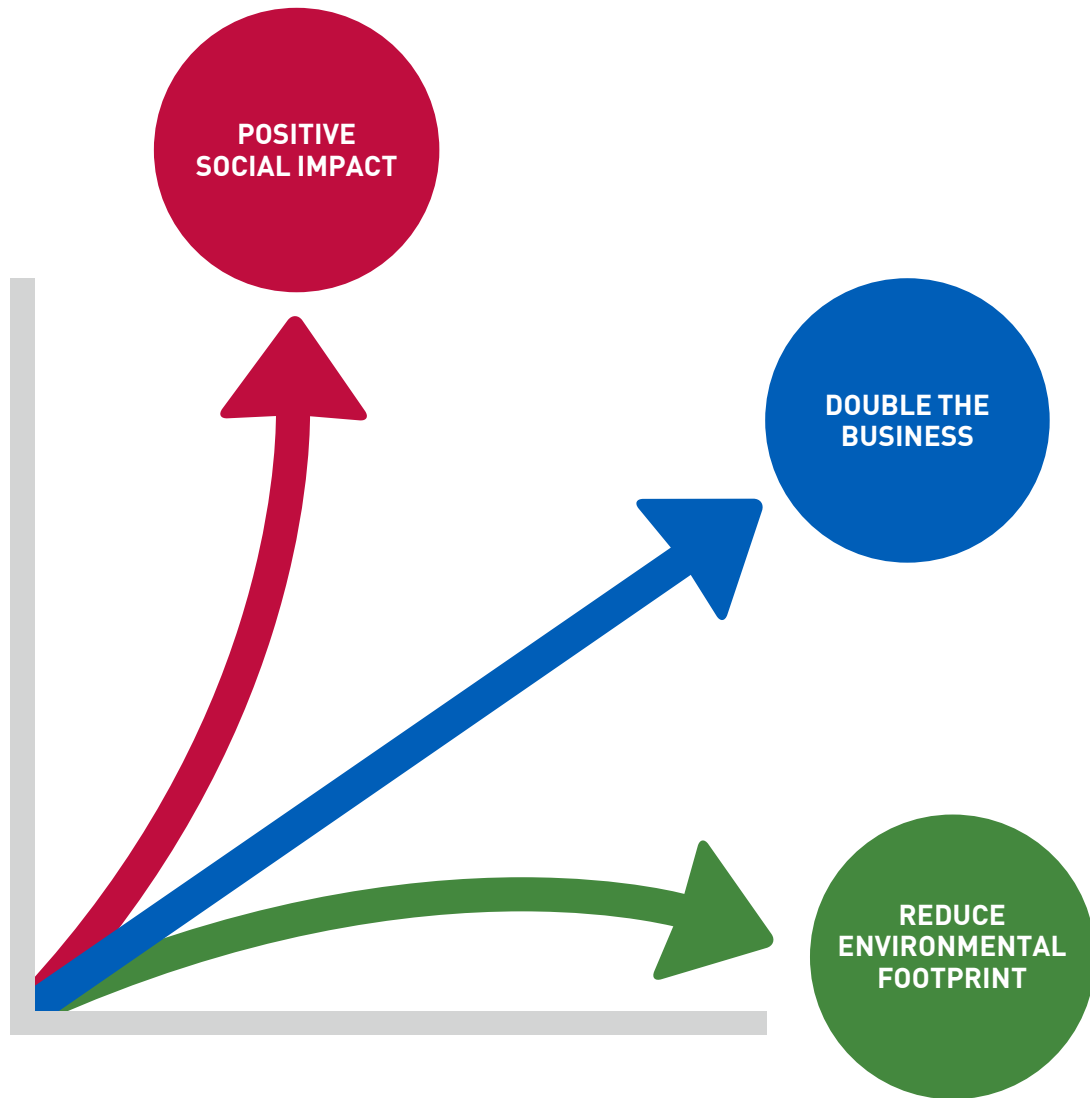 POSITIVE
SOCIAL IMPACT
DOUBLE THE
BUSINESS
REDUCE
ENVIRONMENTAL
FOOTPRINT